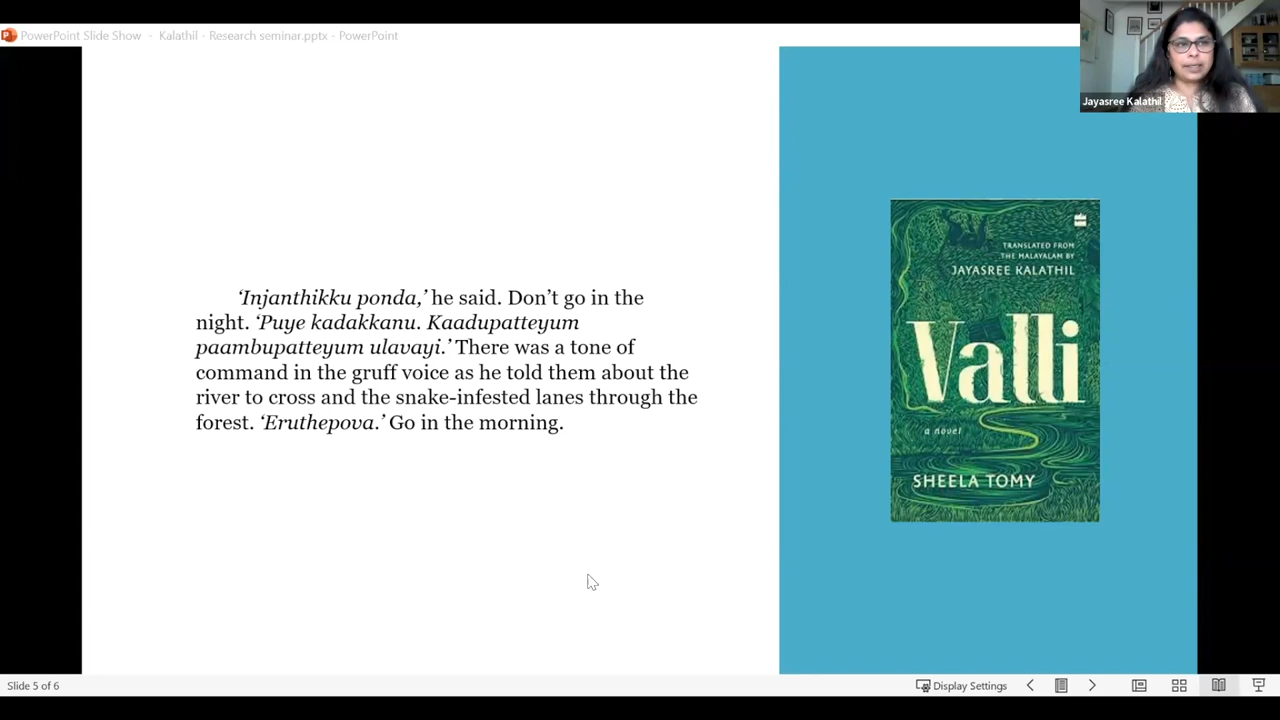 PowerPoint Slide Show - Kalathil - Research seminar.pptx - PowerPoint
Jayasree Kalathil
‘Injanthikku ponda,’ he said. Don’t go in the
night. ‘Puye kadakkanu. Kaadupatteyum
paambupatteyum ulavayi.’ There was a tone of
command in the gruff voice as he told them about the
river to cross and the snake-infested lanes through the
forest. ‘Eruthepova.’ Go in the morning.
TRANSLATED FROM
THE MALAYALAM BY
JAYASREE KALATHIL
Valli
a novel
SHEELA TOMY
Slide 5 of 6
Display Settings